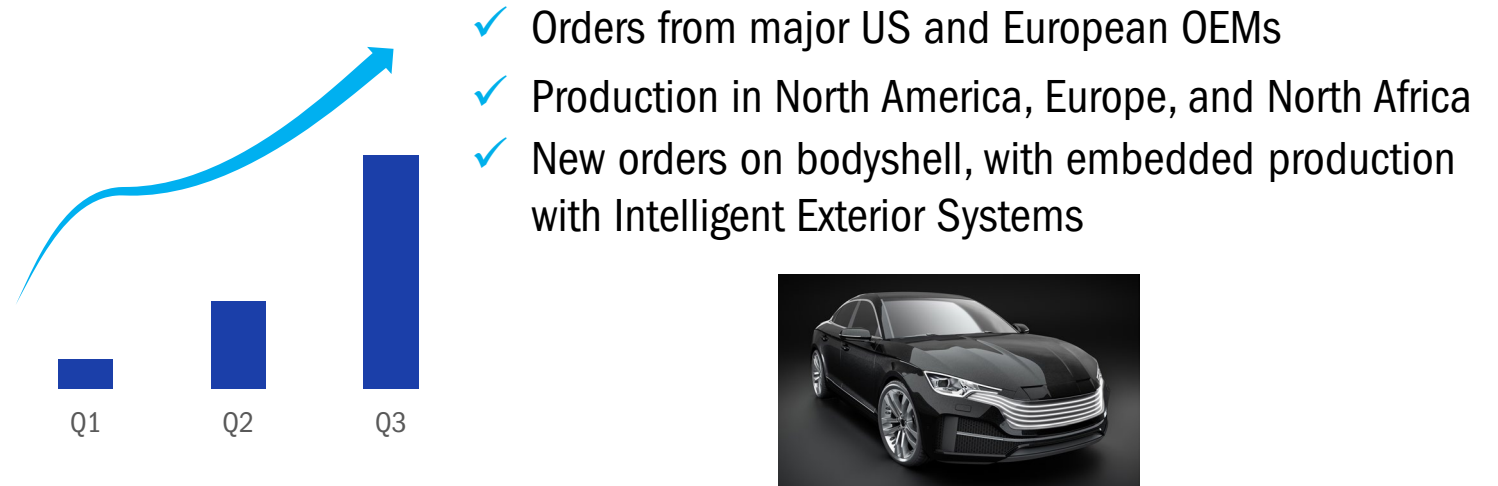 Orders from major US and European OEMs
Production in North America, Europe, and North Africa
New orders on bodyshell, with embedded production
with Intelligent Exterior Systems
Q1 Q2 Q3